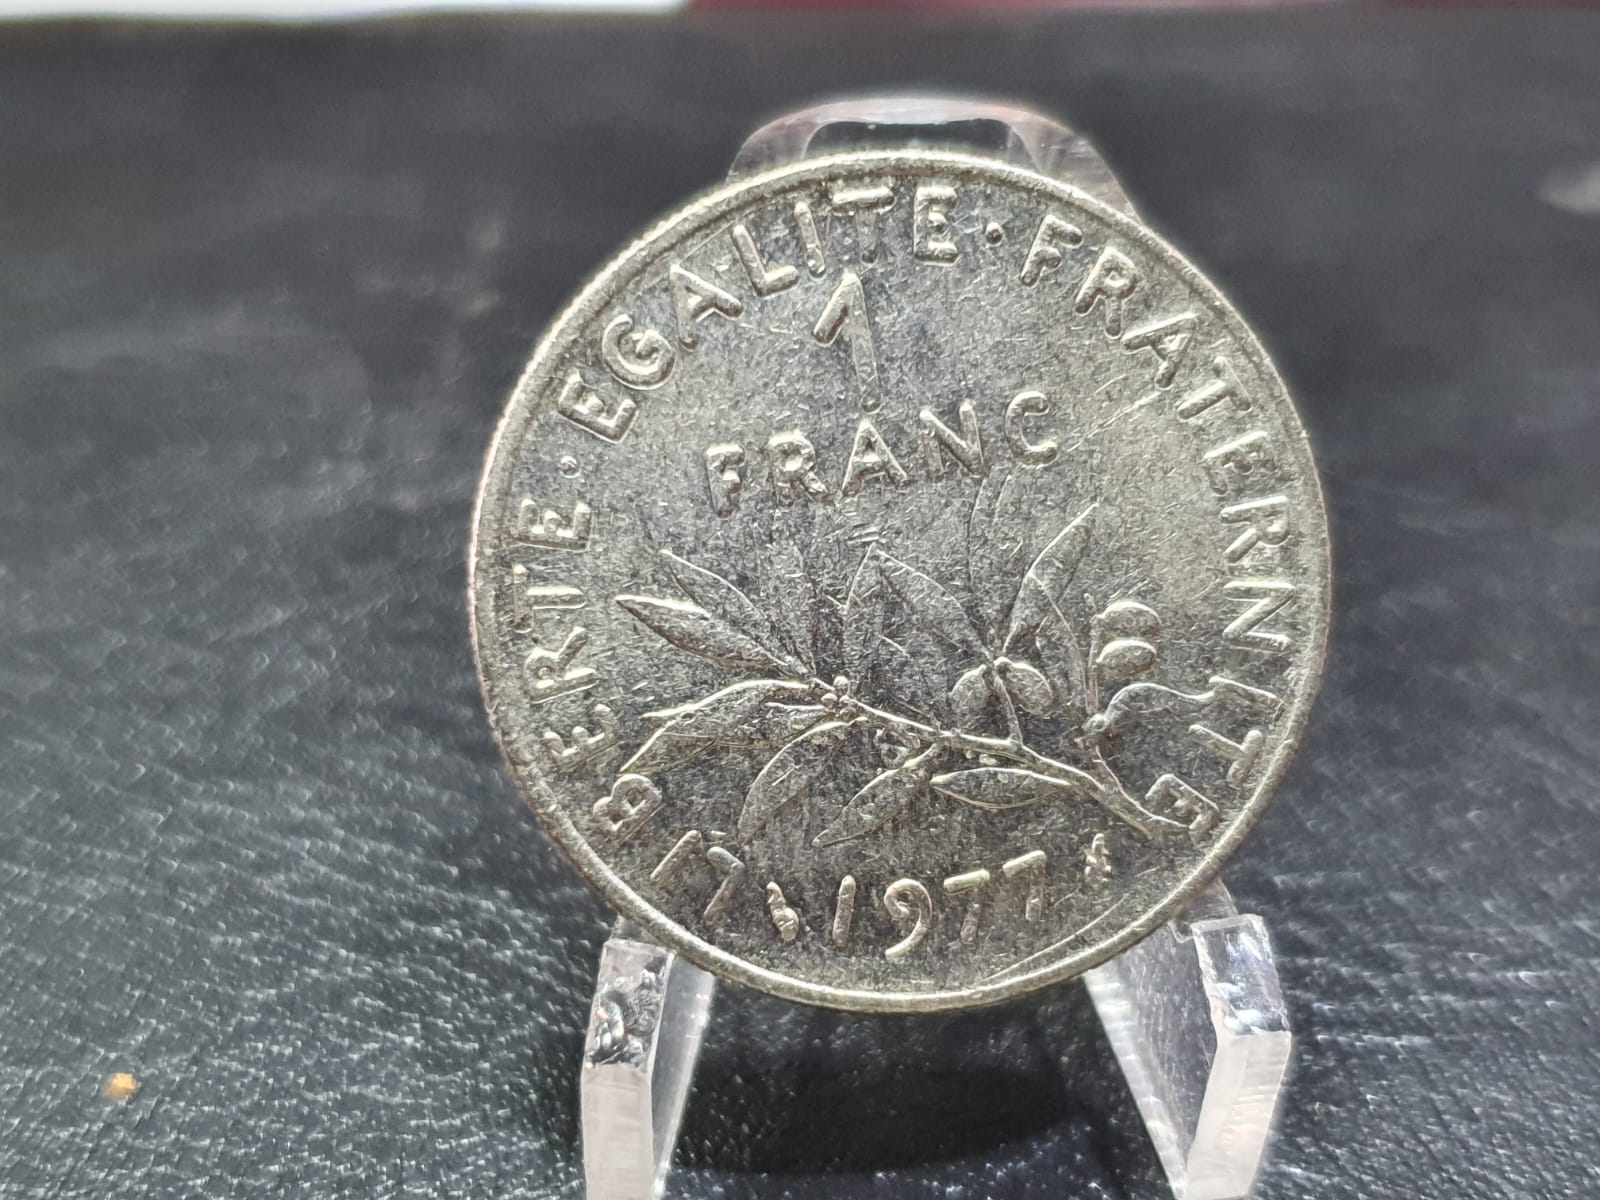 LIBERTE · EGALITE · FRATERNITE
1
FRANC
1977